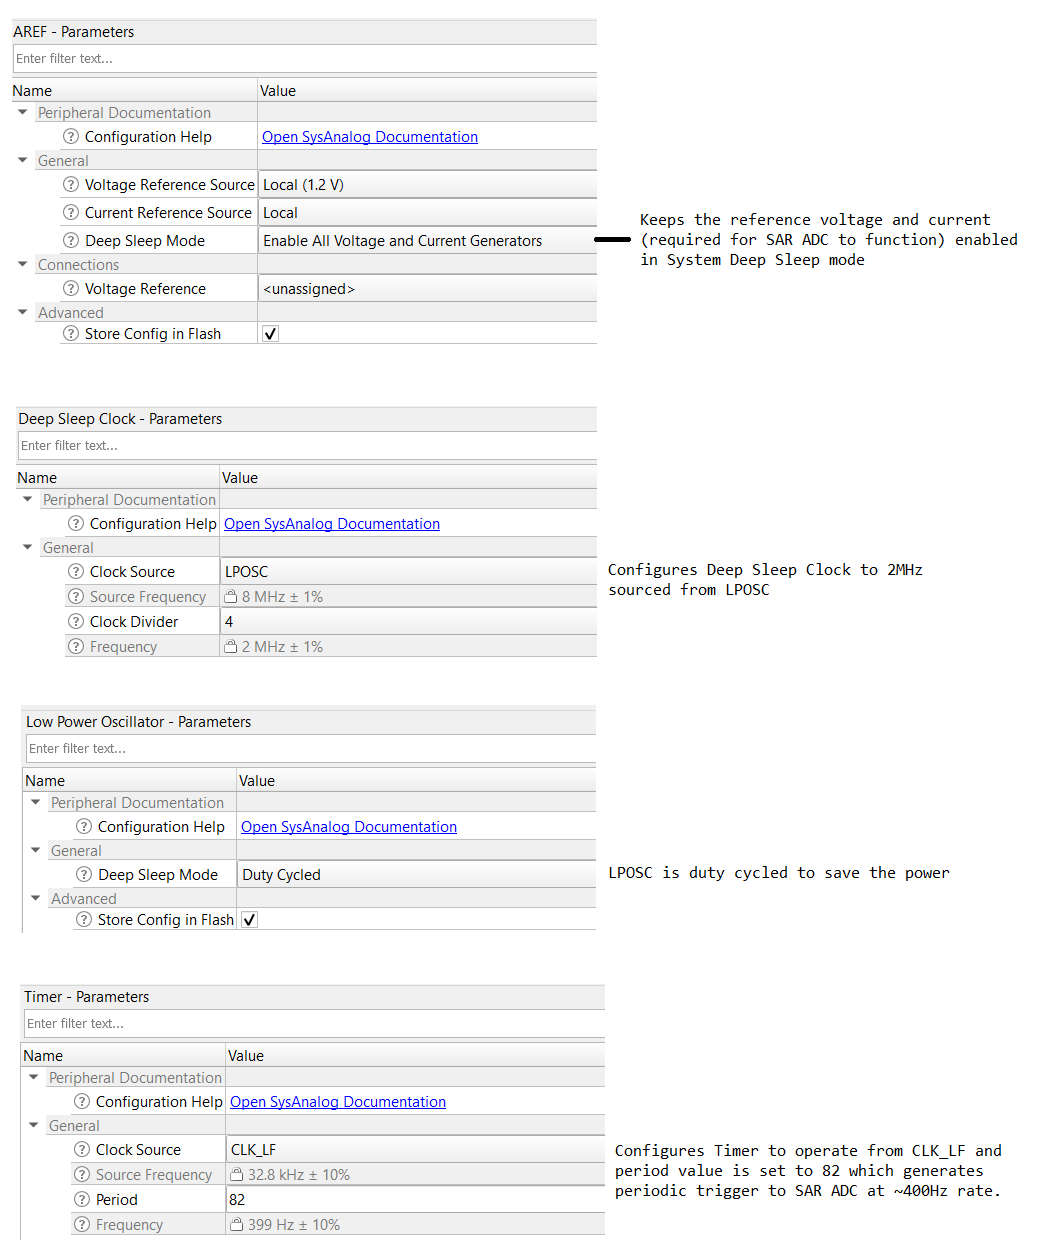 AREF - Parameters
Enter filter text...
Name Value
Peripheral Documentation
? Configuration Help Open SysAnalog Documentation
General
? Voltage Reference Source Local (1.2 V)
? Current Reference Source Local
? Deep Sleep Mode Enable All Voltage and Current Generators
Keeps the reference voltage and current
(required for SAR ADC to function) enabled
in System Deep Sleep mode
Connections
? Voltage Reference <unassigned>
Advanced
? Store Config in Flash
Deep Sleep Clock - Parameters
Enter filter text...
Name Value
Peripheral Documentation
? Configuration Help Open SysAnalog Documentation
General
? Clock Source LPOSC
? Source Frequency 8 MHz ± 1%
? Clock Divider 4
? Frequency 2 MHz ± 1%
Configures Deep Sleep Clock to 2MHz
sourced from LPOSC
Low Power Oscillator - Parameters
Enter filter text...
Name Value
Peripheral Documentation
? Configuration Help Open SysAnalog Documentation
General
? Deep Sleep Mode Duty Cycled
LPOSC is duty cycled to save the power
Advanced
? Store Config in Flash
Timer - Parameters
Enter filter text...
Name Value
Peripheral Documentation
? Configuration Help Open SysAnalog Documentation
General
? Clock Source CLK_LF
? Source Frequency 32.8 kHz ± 10%
? Period 82
? Frequency 399 Hz ± 10%
Configures Timer to operate from CLK_LF and
period value is set to 82 which generates
periodic trigger to SAR ADC at ~400Hz rate.